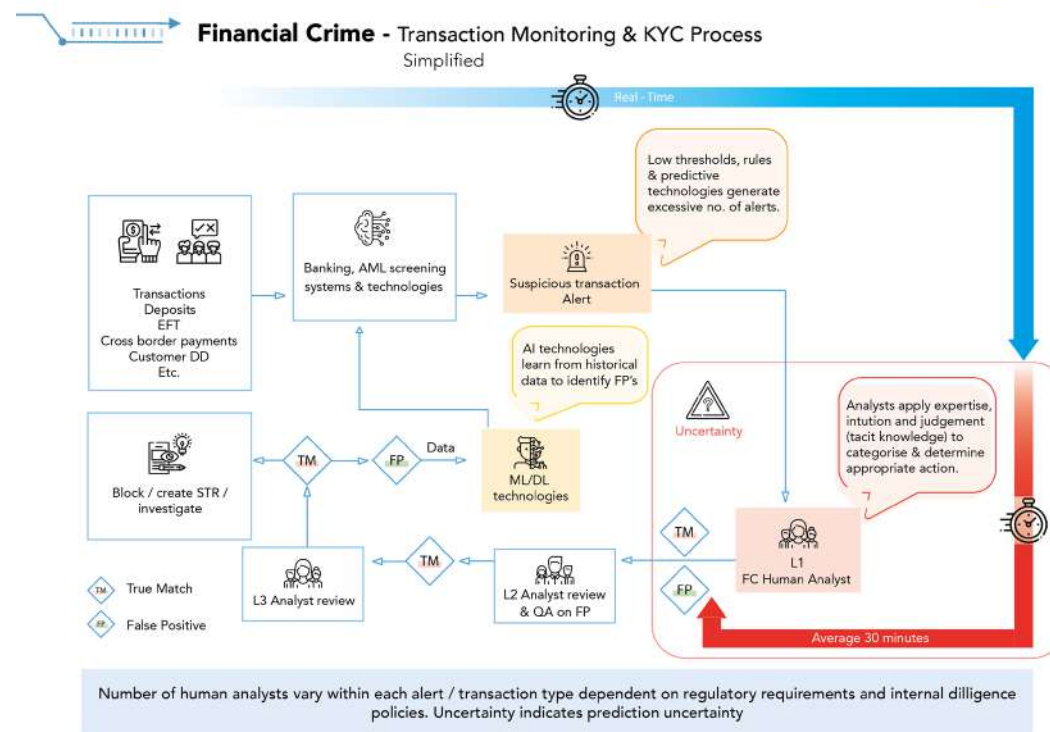 Financial Crime - Transaction Monitoring & KYC Process
Simplified
Real - Time
Low thresholds, rules
& predictive
technologies generate
excessive no. of alerts.
Transactions
Deposits
EFT
Cross border payments
Customer DD
Etc.
Banking, AML screening
systems & technologies
Suspicious transaction
Alert
AI technologies
learn from historical
data to identify FP's
Uncertainty
Analysts apply expertise,
intution and judgement
(tacit knowledge) to
categorise & determine
appropriate action.
Block / create STR /
investigate
TM
FP
Data
ML/DL
technologies
TM
FP
L1
FC Human Analyst
L3 Analyst review
TM
L2 Analyst review
& QA on FP
TM True Match
FP False Positive
Average 30 minutes
Number of human analysts vary within each alert / transaction type dependent on regulatory requirements and internal dilligence
policies. Uncertainty indicates prediction uncertainty